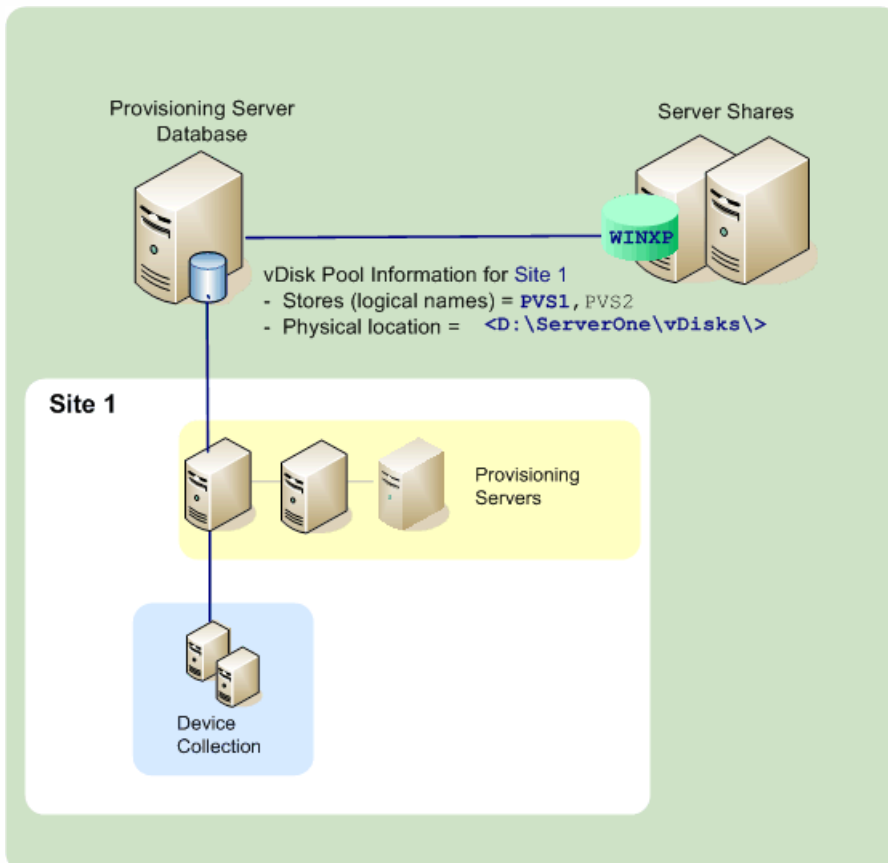 Provisioning Server
Database
Server Shares
WINXP
vDisk Pool Information for Site 1
- Stores (logical names) = PVS1, PVS2
- Physical location = <D:\ServerOne\vDisks\>
Site 1
Provisioning
Servers
Device
Collection